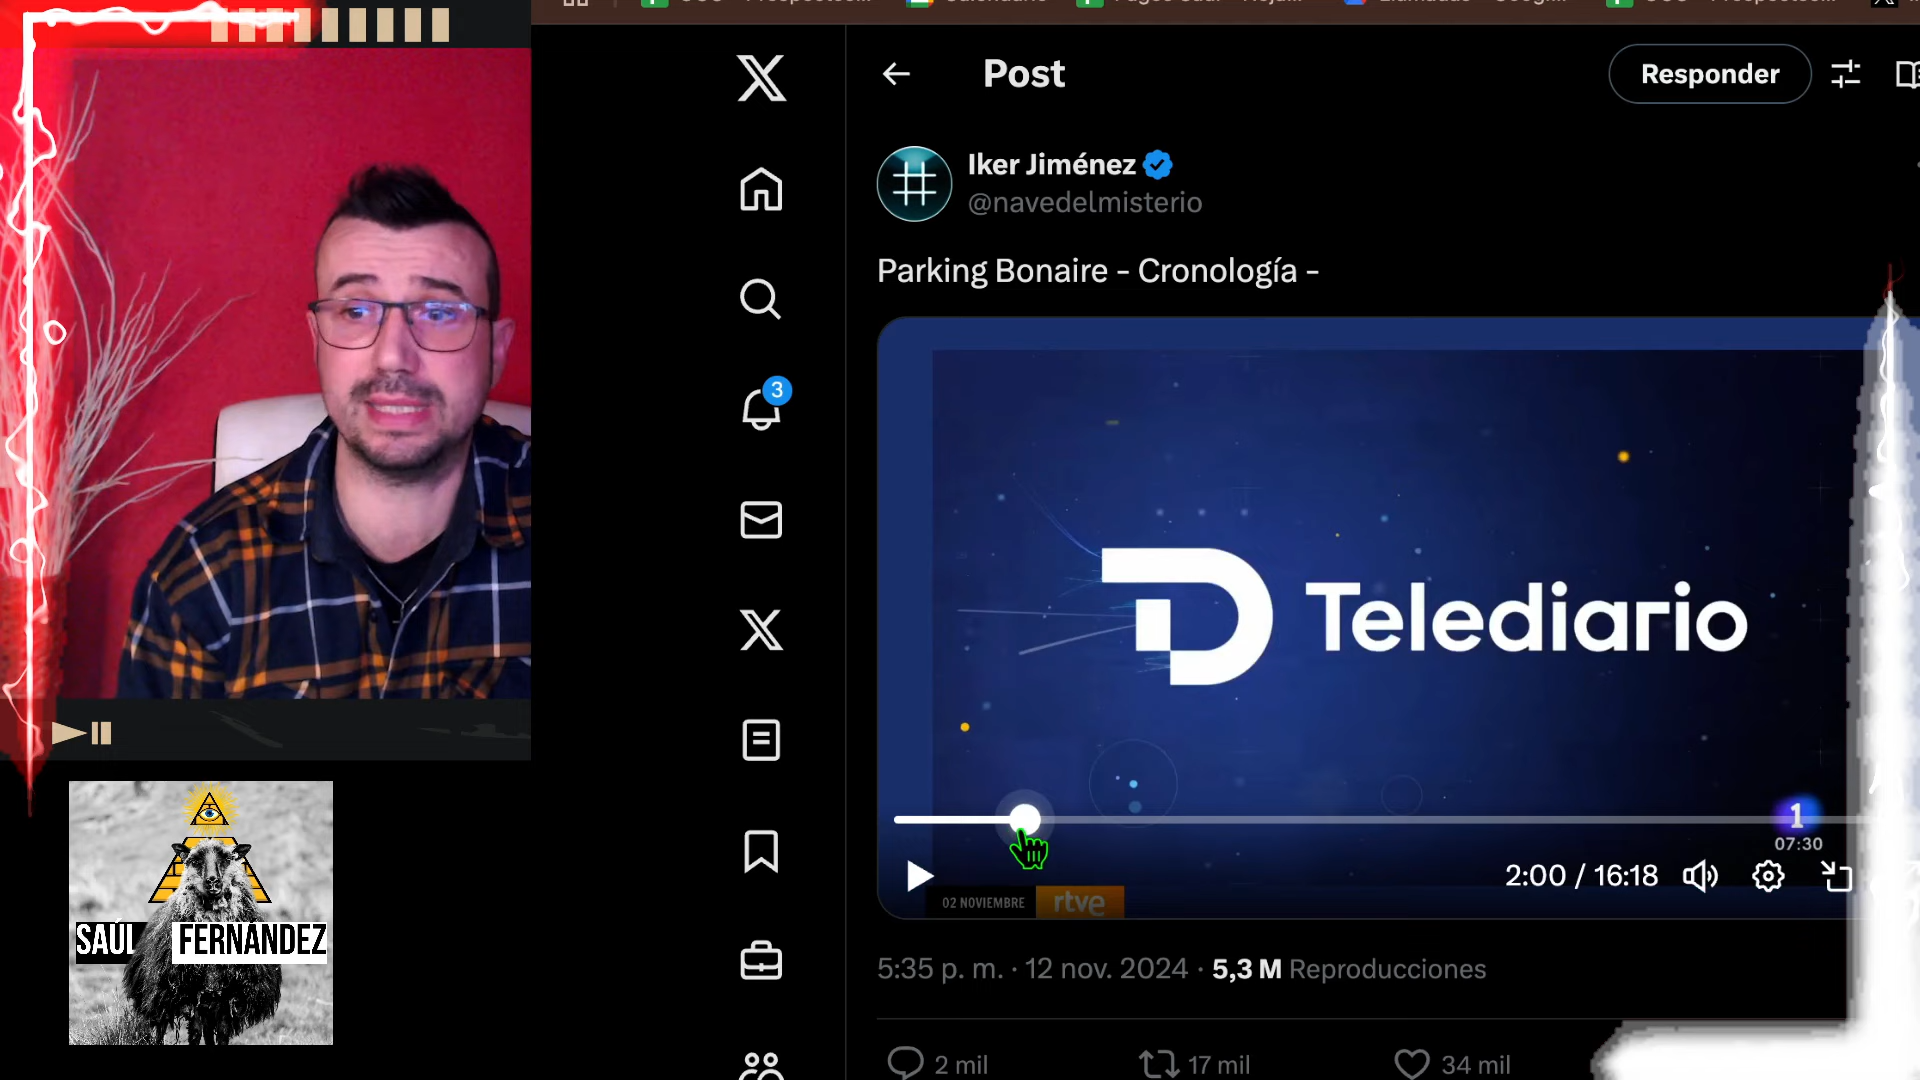 Post
Responder
Iker Jiménez
@navedelmisterio
Parking Bonaire - Cronología -
Telediario
1
07:30
2:00 / 16:18
02 NOVIEMBRE rtve
5:35 p. m. · 12 nov. 2024 · 5,3 M Reproducciones
2 mil 17 mil 34 mil
3
SAÚL FERNÁNDEZ